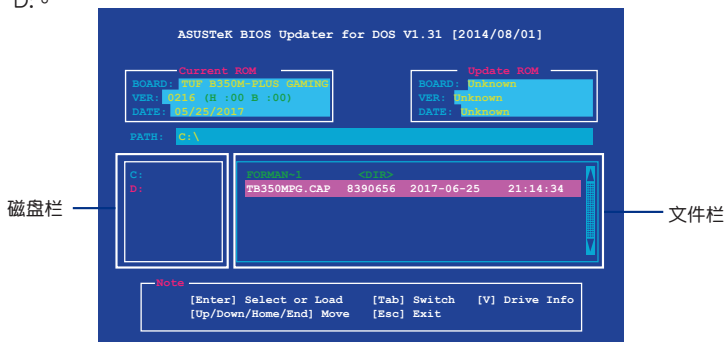 D:。
ASUSTeK BIOS Updater for DOS V1.31 [2014/08/01]
Current ROM
BOARD: TUF B350M-PLUS GAMING
VER: 0216 (H :00 B :00)
DATE: 05/25/2017
Update ROM
BOARD: Unknown
VER: Unknown
DATE: Unknown
PATH: C:\
C:
D:
FORMAN~1 <DIR>
TB350MPG.CAP 8390656 2017-06-25 21:14:34
磁盘栏
文件栏
Note
[Enter] Select or Load [Tab] Switch [V] Drive Info
[Up/Down/Home/End] Move [Esc] Exit